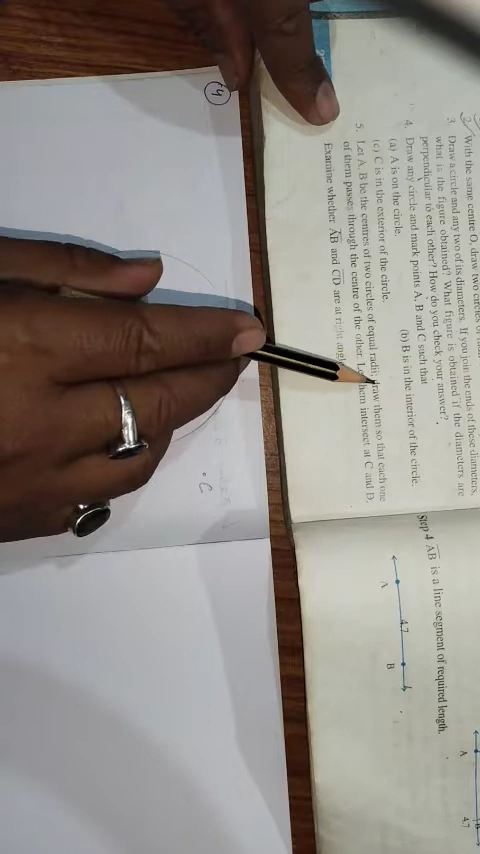 2. With the same centre O, draw two circles of
3. Draw a circle and any two of its diameters. If you join the ends of these diameters,
what is the figure obtained? What figure is obtained if the diameters are
perpendicular to each other? How do you check your answer?
4. Draw any circle and mark points A, B and C such that
(a) A is on the circle. (b) B is in the interior of the circle.
(c) C is in the exterior of the circle.
5. Let A, B be the centres of two circles of equal radii; draw them so that each one
of them passes through the centre of the other. Let them intersect at C and D.
Examine whether AB and CD are at right
Step 4 AB is a line segment of required length.
4.7
A B
A
4.7
4)
•C